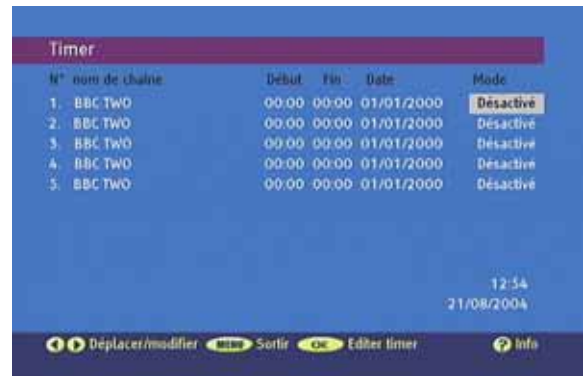 Timer
N° nom de chaîne Début Fin Date Mode
1. BBC TWO 00:00 00:00 01/01/2000 Désactivé
2. BBC TWO 00:00 00:00 01/01/2000 Désactivé
3. BBC TWO 00:00 00:00 01/01/2000 Désactivé
4. BBC TWO 00:00 00:00 01/01/2000 Désactivé
5. BBC TWO 00:00 00:00 01/01/2000 Désactivé
12:54
21/08/2004
Déplacer/modifier MENU Sortir OK Editer timer ? Info